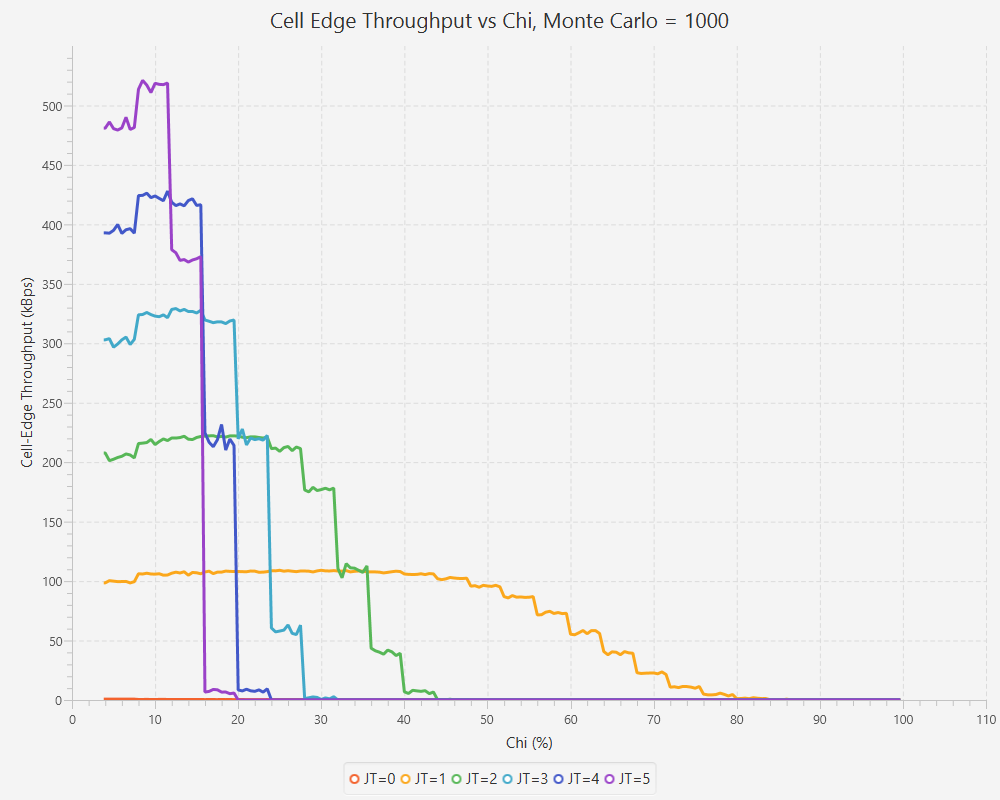 Cell Edge Throughput vs Chi, Monte Carlo = 1000
Cell-Edge Throughput (kBps)
500
450
400
350
300
250
200
150
100
50
0
0 10 20 30 40 50 60 70 80 90 100 110
Chi (%)
JT=0 JT=1 JT=2 JT=3 JT=4 JT=5